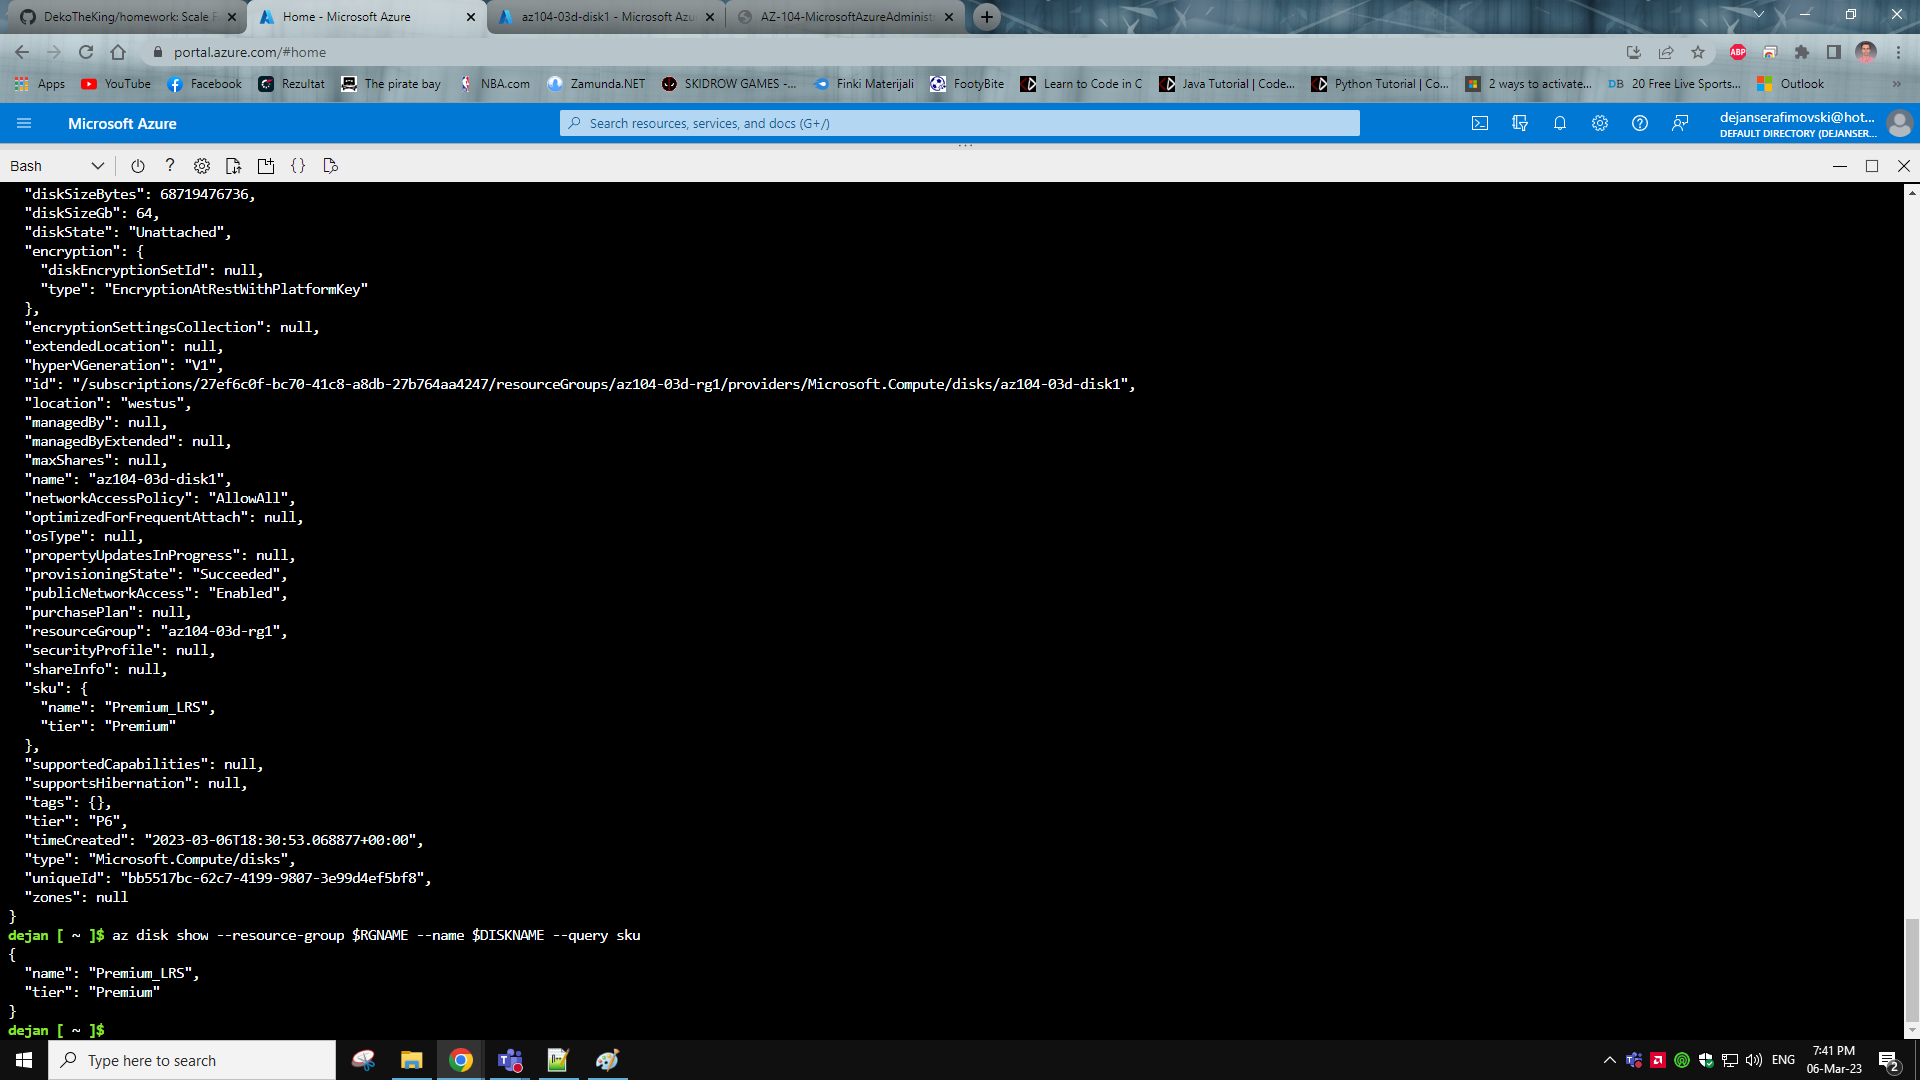 DekoTheKing/homework: Scale
Home - Microsoft Azure
az104-03d-disk1 - Microsoft Azu
AZ-104-MicrosoftAzureAdminist
portal.azure.com/#home
ABP
Apps
YouTube
Facebook
Rezultat
The pirate bay
NBA.com
Zamunda.NET
SKIDROW GAMES -...
Finki Materijali
FootyBite
Learn to Code in C
Java Tutorial | Code...
Python Tutorial | Co...
2 ways to activate...
DB 20 Free Live Sports...
Outlook
Microsoft Azure
Search resources, services, and docs (G+/)
dejanserafimovski@hot...
DEFAULT DIRECTORY (DEJANSER...
Bash
"diskSizeBytes": 68719476736,
"diskSizeGb": 64,
"diskState": "Unattached",
"encryption": {
"diskEncryptionSetId": null,
"type": "EncryptionAtRestWithPlatformKey"
},
"encryptionSettingsCollection": null,
"extendedLocation": null,
"hyperVGeneration": "V1",
"id": "/subscriptions/27ef6c0f-bc70-41c8-a8db-27b764aa4247/resourceGroups/az104-03d-rg1/providers/Microsoft.Compute/disks/az104-03d-disk1",
"location": "westus",
"managedBy": null,
"managedByExtended": null,
"maxShares": null,
"name": "az104-03d-disk1",
"networkAccessPolicy": "AllowAll",
"optimizedForFrequentAttach": null,
"osType": null,
"propertyUpdatesInProgress": null,
"provisioningState": "Succeeded",
"publicNetworkAccess": "Enabled",
"purchasePlan": null,
"resourceGroup": "az104-03d-rg1",
"securityProfile": null,
"shareInfo": null,
"sku": {
"name": "Premium_LRS",
"tier": "Premium"
},
"supportedCapabilities": null,
"supportsHibernation": null,
"tags": {},
"tier": "P6",
"timeCreated": "2023-03-06T18:30:53.068877+00:00",
"type": "Microsoft.Compute/disks",
"uniqueId": "bb5517bc-62c7-4199-9807-3e99d4ef5bf8",
"zones": null
}
dejan [ ~ ]$ az disk show --resource-group $RGNAME --name $DISKNAME --query sku
{
"name": "Premium_LRS",
"tier": "Premium"
}
dejan [ ~ ]$
Type here to search
ENG
7:41 PM
06-Mar-23
2